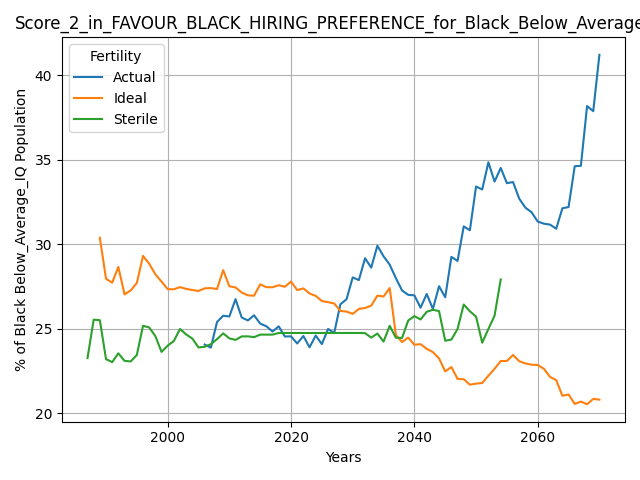 Score_2_in_FAVOUR_BLACK_HIRING_PREFERENCE_for_Black_Below_Average
Fertility
Actual
Ideal
Sterile
% of Black Below_Average_IQ Population
40
35
30
25
20
2000
2020
2040
2060
Years